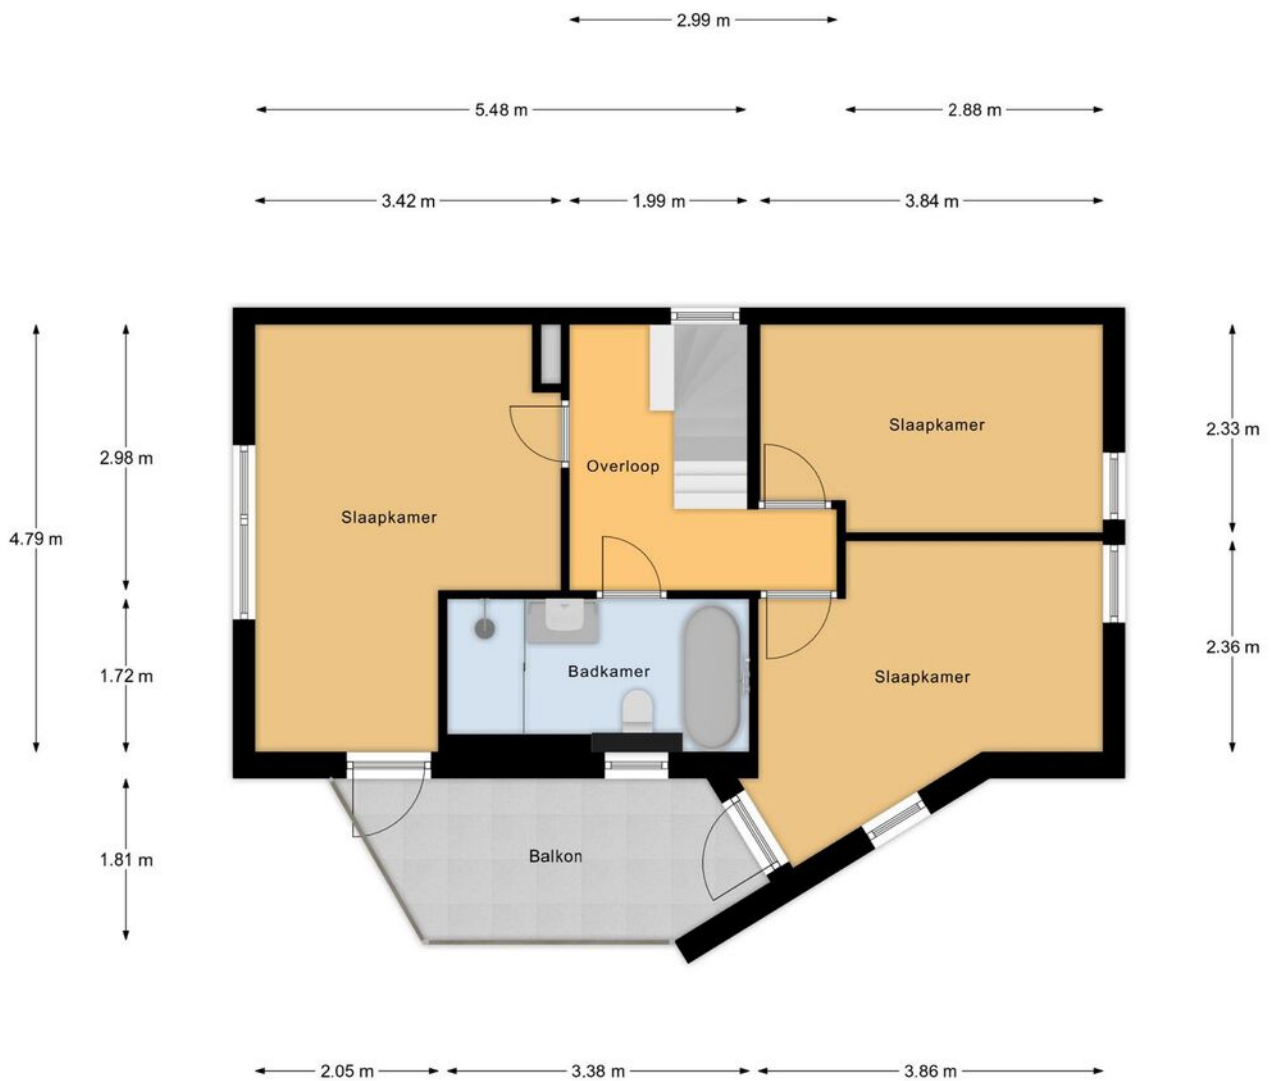 2.99 m
5.48 m
2.88 m
3.42 m
1.99 m
3.84 m
Slaapkamer
2.33 m
2.98 m
Overloop
Slaapkamer
4.79 m
2.36 m
Badkamer
1.72 m
Slaapkamer
Balkon
1.81 m
2.05 m
3.38 m
3.86 m